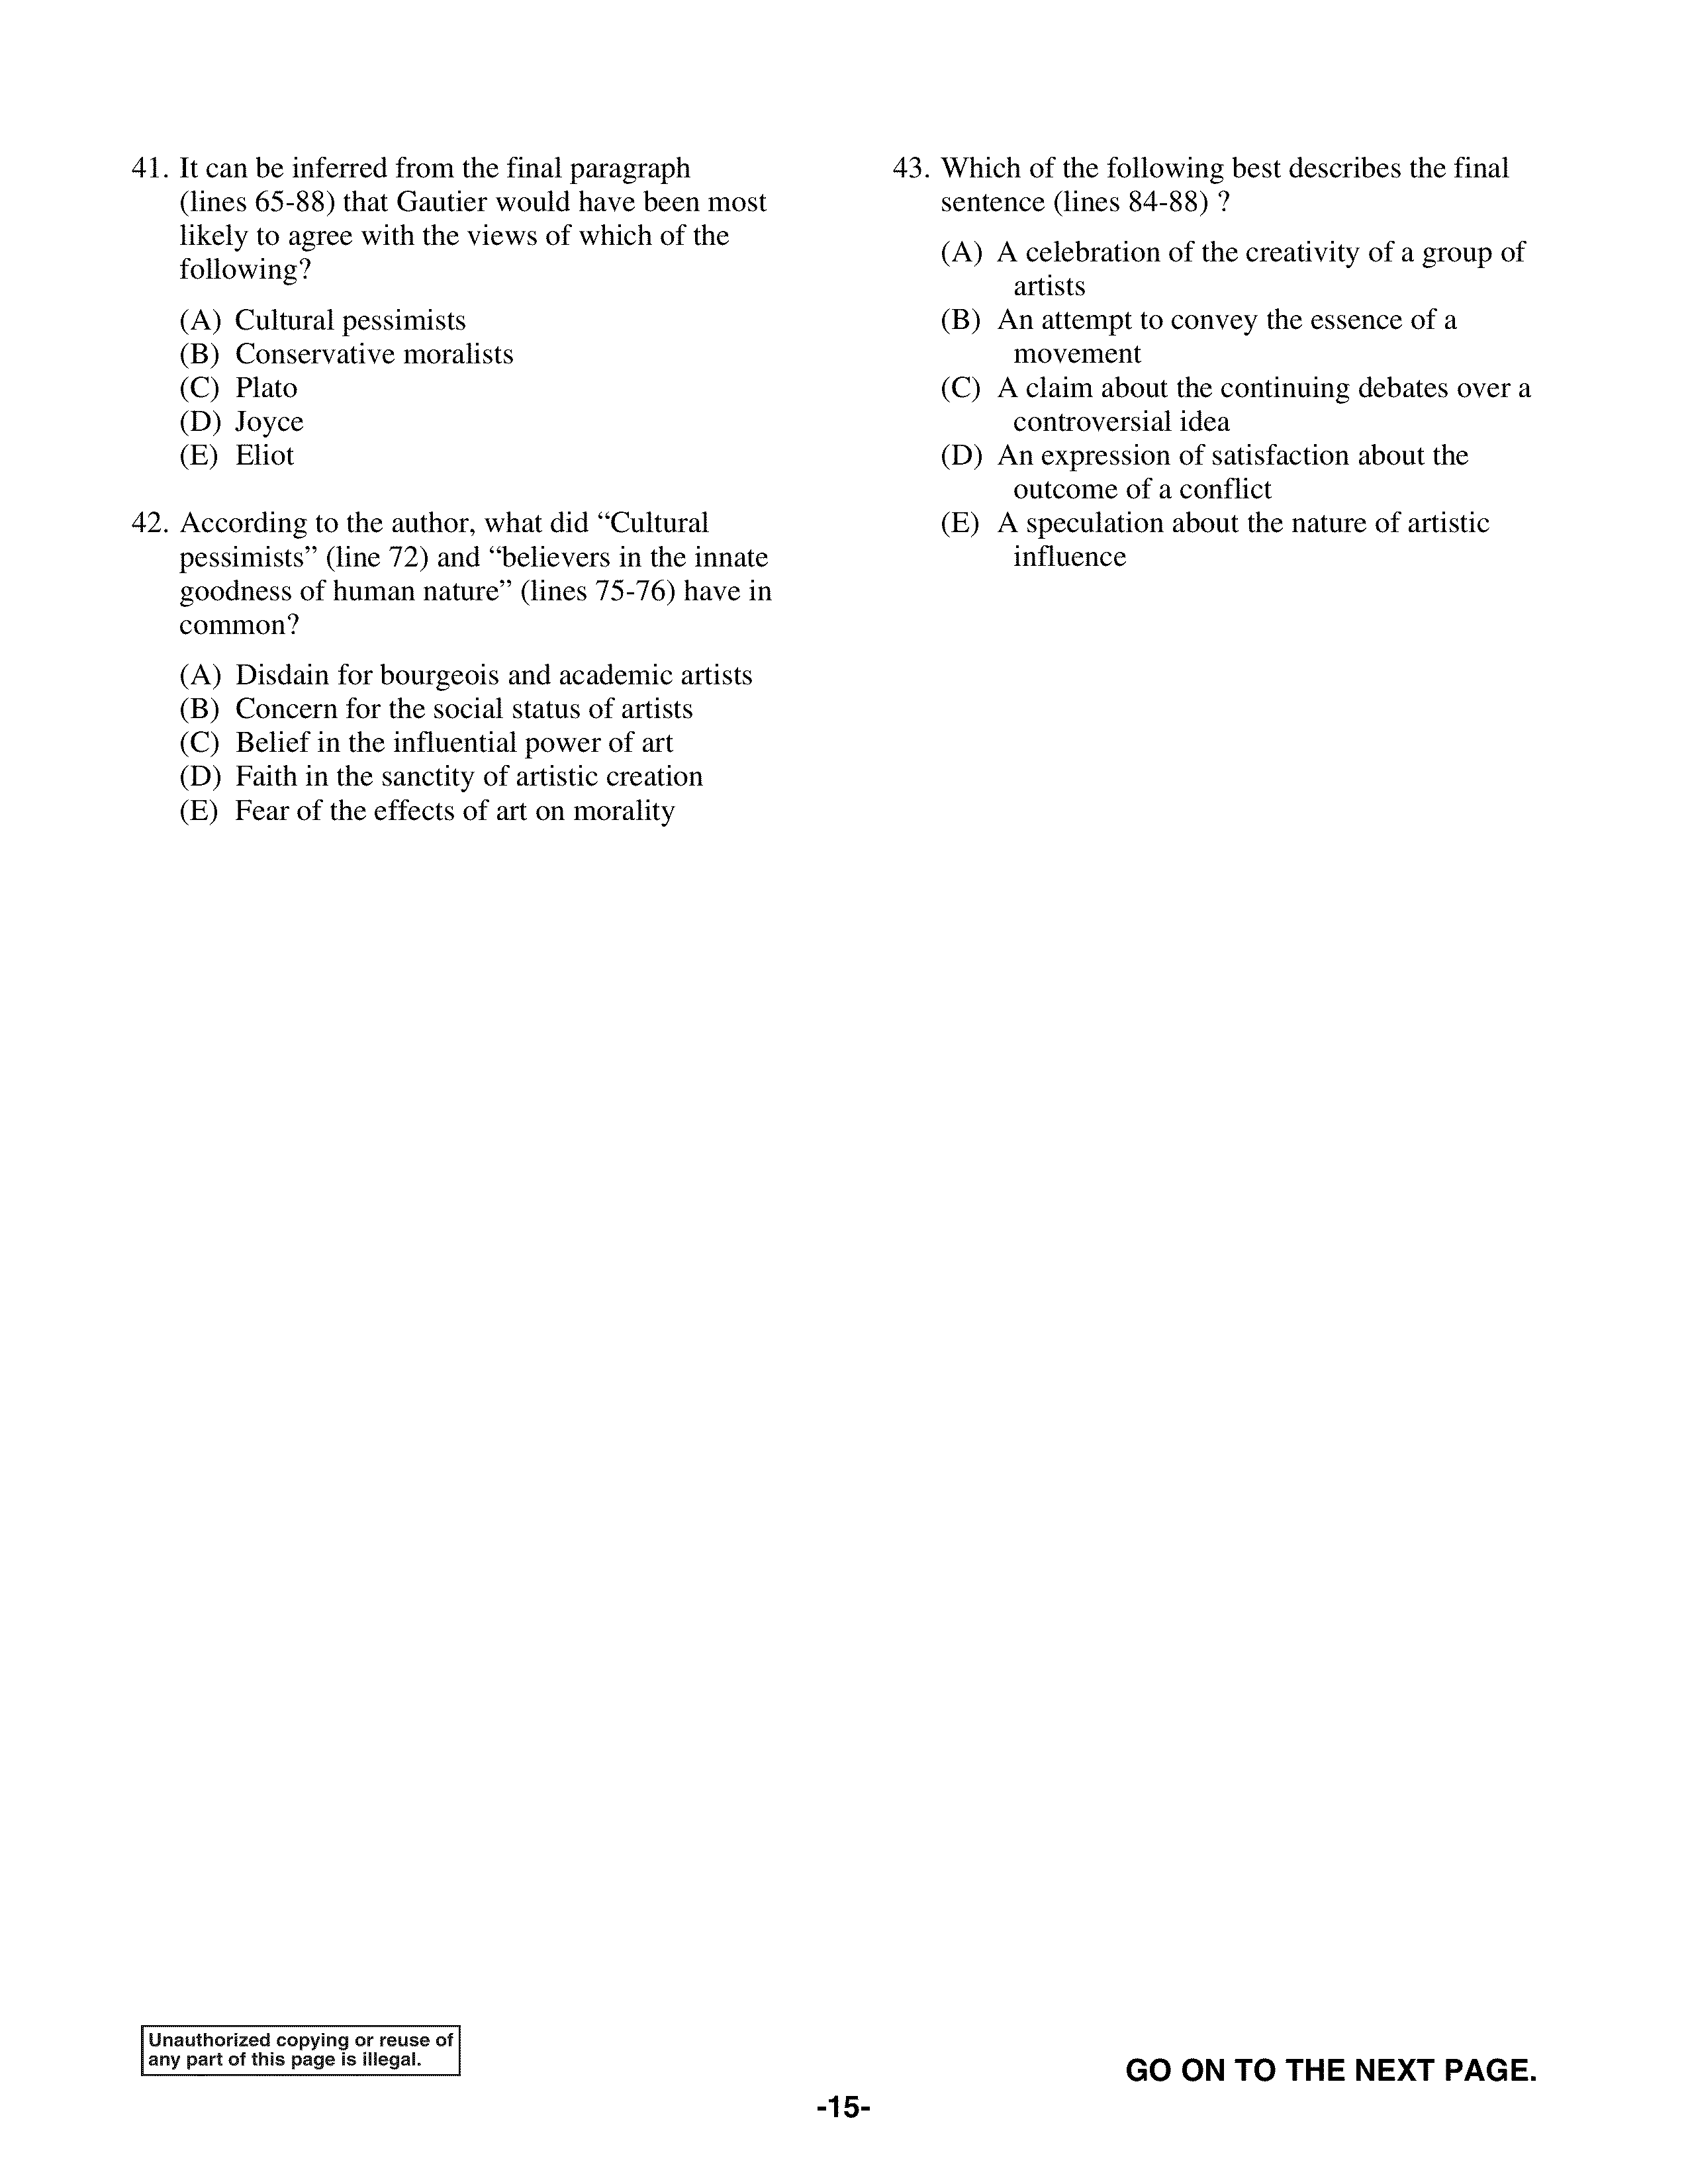 41. It can be inferred from the final paragraph
(lines 65-88) that Gautier would have been most
likely to agree with the views of which of the
following?
(A) Cultural pessimists
(B) Conservative moralists
(C) Plato
(D) Joyce
(E) Eliot
42. According to the author, what did “Cultural
pessimists” (line 72) and “believers in the innate
goodness of human nature” (lines 75-76) have in
common?
(A) Disdain for bourgeois and academic artists
(B) Concern for the social status of artists
(C) Belief in the influential power of art
(D) Faith in the sanctity of artistic creation
(E) Fear of the effects of art on morality
43. Which of the following best describes the final
sentence (lines 84-88) ?
(A) A celebration of the creativity of a group of
artists
(B) An attempt to convey the essence of a
movement
(C) A claim about the continuing debates over a
controversial idea
(D) An expression of satisfaction about the
outcome of a conflict
(E) A speculation about the nature of artistic
influence
Unauthorized copying or reuse of
any part of this page is illegal.
GO ON TO THE NEXT PAGE.
-15-